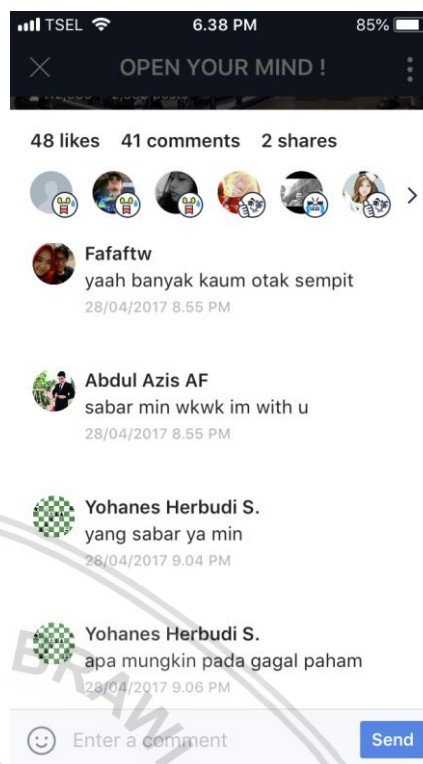 TSEL 6.38 PM 85%
OPEN YOUR MIND !
48 likes 41 comments 2 shares
Fafaftw
yaah banyak kaum otak sempit
28/04/2017 8.55 PM
Abdul Azis AF
sabar min wkwk im with u
28/04/2017 8.55 PM
Yohanes Herbudi S.
yang sabar ya min
28/04/2017 9.04 PM
Yohanes Herbudi S.
apa mungkin pada gagal paham
28/04/2017 9.06 PM
BRAW
Enter a comment Send